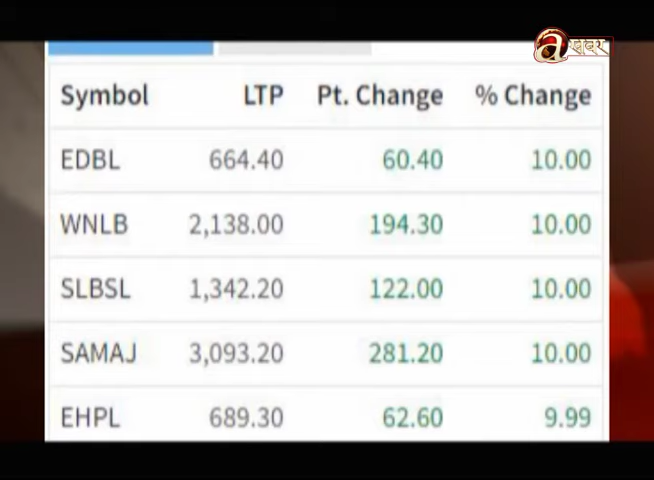 खबर
Symbol LTP Pt. Change % Change
EDBL 664.40 60.40 10.00
WNLB 2,138.00 194.30 10.00
SLBSL 1,342.20 122.00 10.00
SAMAJ 3,093.20 281.20 10.00
EHPL 689.30 62.60 9.99